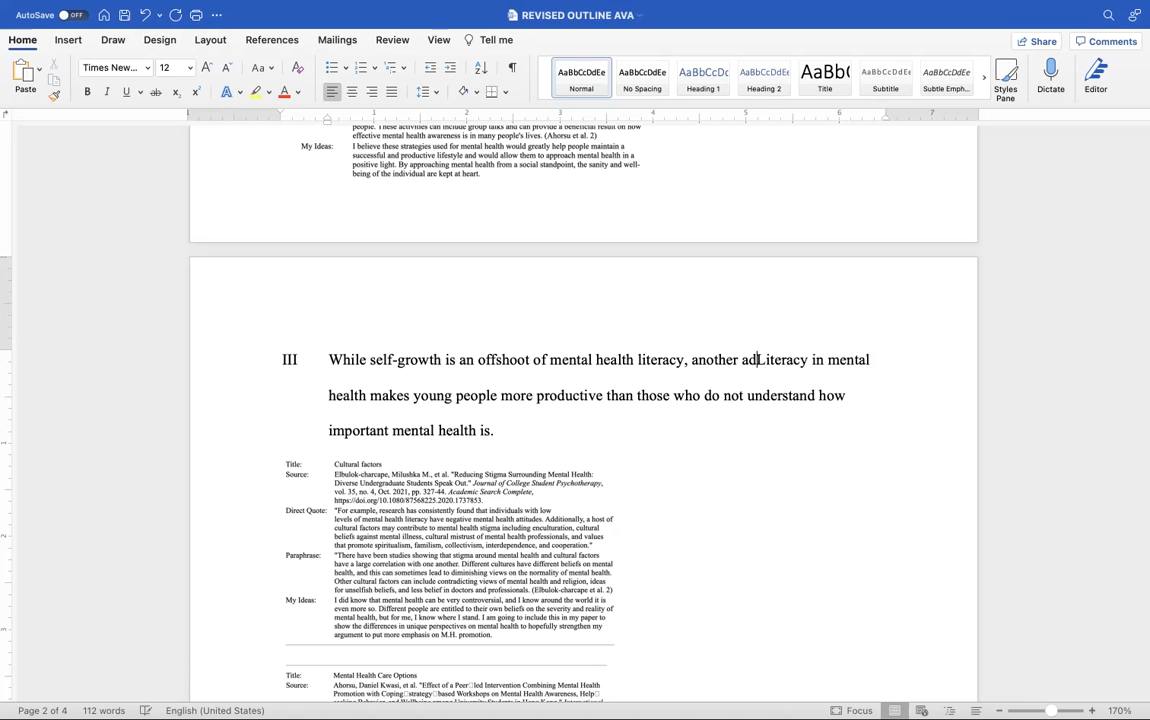 AutoSave OFF
REVISED OUTLINE AVA
Home Insert Draw Design Layout References Mailings Review View Tell me
Share Comments
Paste
Times New... 12
Aa
AaBbCcDdEe AaBbCcDdEe AaBbCcDc AaBbCcDdEe AaBb( AaBbCcDdEe AaBbCcDdEe
Normal No Spacing Heading 1 Heading 2 Title Subtitle Subtle Emph...
Styles Pane
Dictate
Editor
B I U ab x₂ x² A A
1 1 2 3 4 5 6 7
people. These activities can include group talks and can provide a beneficial result on how
effective mental health awareness is in many people's lives. (Ahorsu et al. 2)
My Ideas: I believe these strategies used for mental health would greatly help people maintain a
successful and productive lifestyle and would allow them to approach mental health in a
positive light. By approaching mental health from a social standpoint, the sanity and well-
being of the individual are kept at heart.
III While self-growth is an offshoot of mental health literacy, another adLiteracy in mental
health makes young people more productive than those who do not understand how
important mental health is.
Title: Cultural factors
Source: Elbulok-charcape, Milushka M., et al. "Reducing Stigma Surrounding Mental Health:
Diverse Undergraduate Students Speak Out." Journal of College Student Psychotherapy,
vol. 35, no. 4, Oct. 2021, pp. 327-44. Academic Search Complete,
https://doi.org/10.1080/87568225.2020.1737853.
Direct Quote: "For example, research has consistently found that individuals with low
levels of mental health literacy have negative mental health attitudes. Additionally, a host of
cultural factors may contribute to mental health stigma including enculturation, cultural
beliefs against mental illness, cultural mistrust of mental health professionals, and values
that promote spiritualism, familism, collectivism, interdependence, and cooperation."
Paraphrase: "There have been studies showing that stigma around mental health and cultural factors
have a large correlation with one another. Different cultures have different beliefs on mental
health, and this can sometimes lead to diminishing views on the normality of mental health.
Other cultural factors can include contradicting views of mental health and religion, ideas
for unselfish beliefs, and less belief in doctors and professionals. (Elbulok-charcape et al. 2)
My Ideas: I did know that mental health can be very controversial, and I know around the world it is
even more so. Different people are entitled to their own beliefs on the severity and reality of
mental health, but for me, I know where I stand. I am going to include this in my paper to
show the differences in unique perspectives on mental health to hopefully strengthen my
argument to put more emphasis on M.H. promotion.
Title: Mental Health Care Options
Source: Ahorsu, Daniel Kwasi, et al. "Effect of a Peer□led Intervention Combining Mental Health
Promotion with Coping□strategy□based Workshops on Mental Health Awareness, Help□
Page 2 of 4 112 words English (United States) Focus 170%